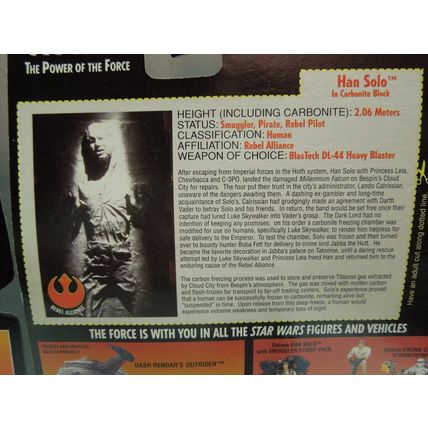 THE POWER OF THE FORCE
Han Solo™
In Carbonite Block
HEIGHT (INCLUDING CARBONITE): 2.06 Meters
STATUS: Smuggler, Pirate, Rebel Pilot
CLASSIFICATION: Human
AFFILIATION: Rebel Alliance
WEAPON OF CHOICE: BlasTech DL-44 Heavy Blaster
After escaping from Imperial forces in the Hoth system, Han Solo with Princess Leia,
Chewbacca and C-3PO, landed the damaged Millennium Falcon on Bespin's Cloud
City for repairs. The four put their trust in the city's administrator, Lando Calrissian,
unaware of the dangers awaiting them. A dashing ex-gambler and long-time
acquaintance of Solo's, Calrissian had grudgingly made an agreement with Darth
Vader to betray Solo and his friends. In return, the band would be set free once their
capture had lured Luke Skywalker into Vader's grasp. The Dark Lord had no
intention of keeping any promises: on his order a carbonite freezing chamber was
modified for use on humans, specifically Luke Skywalker, to render him helpless for
safe delivery to the Emperor. To test the chamber, Solo was frozen and then turned
over to bounty hunter Boba Fett for delivery to crime lord Jabba the Hutt. He
became the favorite decoration in Jabba's palace on Tatooine, until a daring rescue
attempt led by Luke Skywalker and Princess Leia freed Han and returned him to the
enduring cause of the Rebel Alliance.
The carbon freezing process was used to store and preserve Tibanna gas extracted
by Cloud City from Bespin's atmosphere. The gas was mixed with molten carbon
and flash-frozen for transport to far-off trading centers. Solo's experience proved
that a human can be successfully frozen in carbonite, remaining alive but
"suspended" in time. Upon release from this deep-freeze, a human would
experience extreme weakness and temporary loss of sight
REBEL ALLIANCE
Have an adult cut along dotted line
THE FORCE IS WITH YOU IN ALL THE STAR WARS FIGURES AND VEHICLES
FIGURES AND VEHICLES
SOLD SEPARATELY
DASH RENDAR'S OUTRIDER™
Deluxe HAN SOLO™
with SMUGGLER FLIGHT PACK
Deluxe CROWD
STORMTROOPER